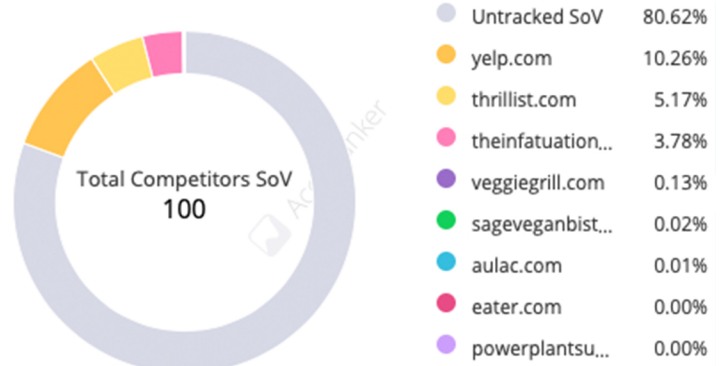 Total Competitors SoV
100
Untracked SoV 80.62%
yelp.com 10.26%
thrillist.com 5.17%
theinfatuation... 3.78%
veggiegrill.com 0.13%
sageveganbist... 0.02%
aulac.com 0.01%
eater.com 0.00%
powerplantsu... 0.00%